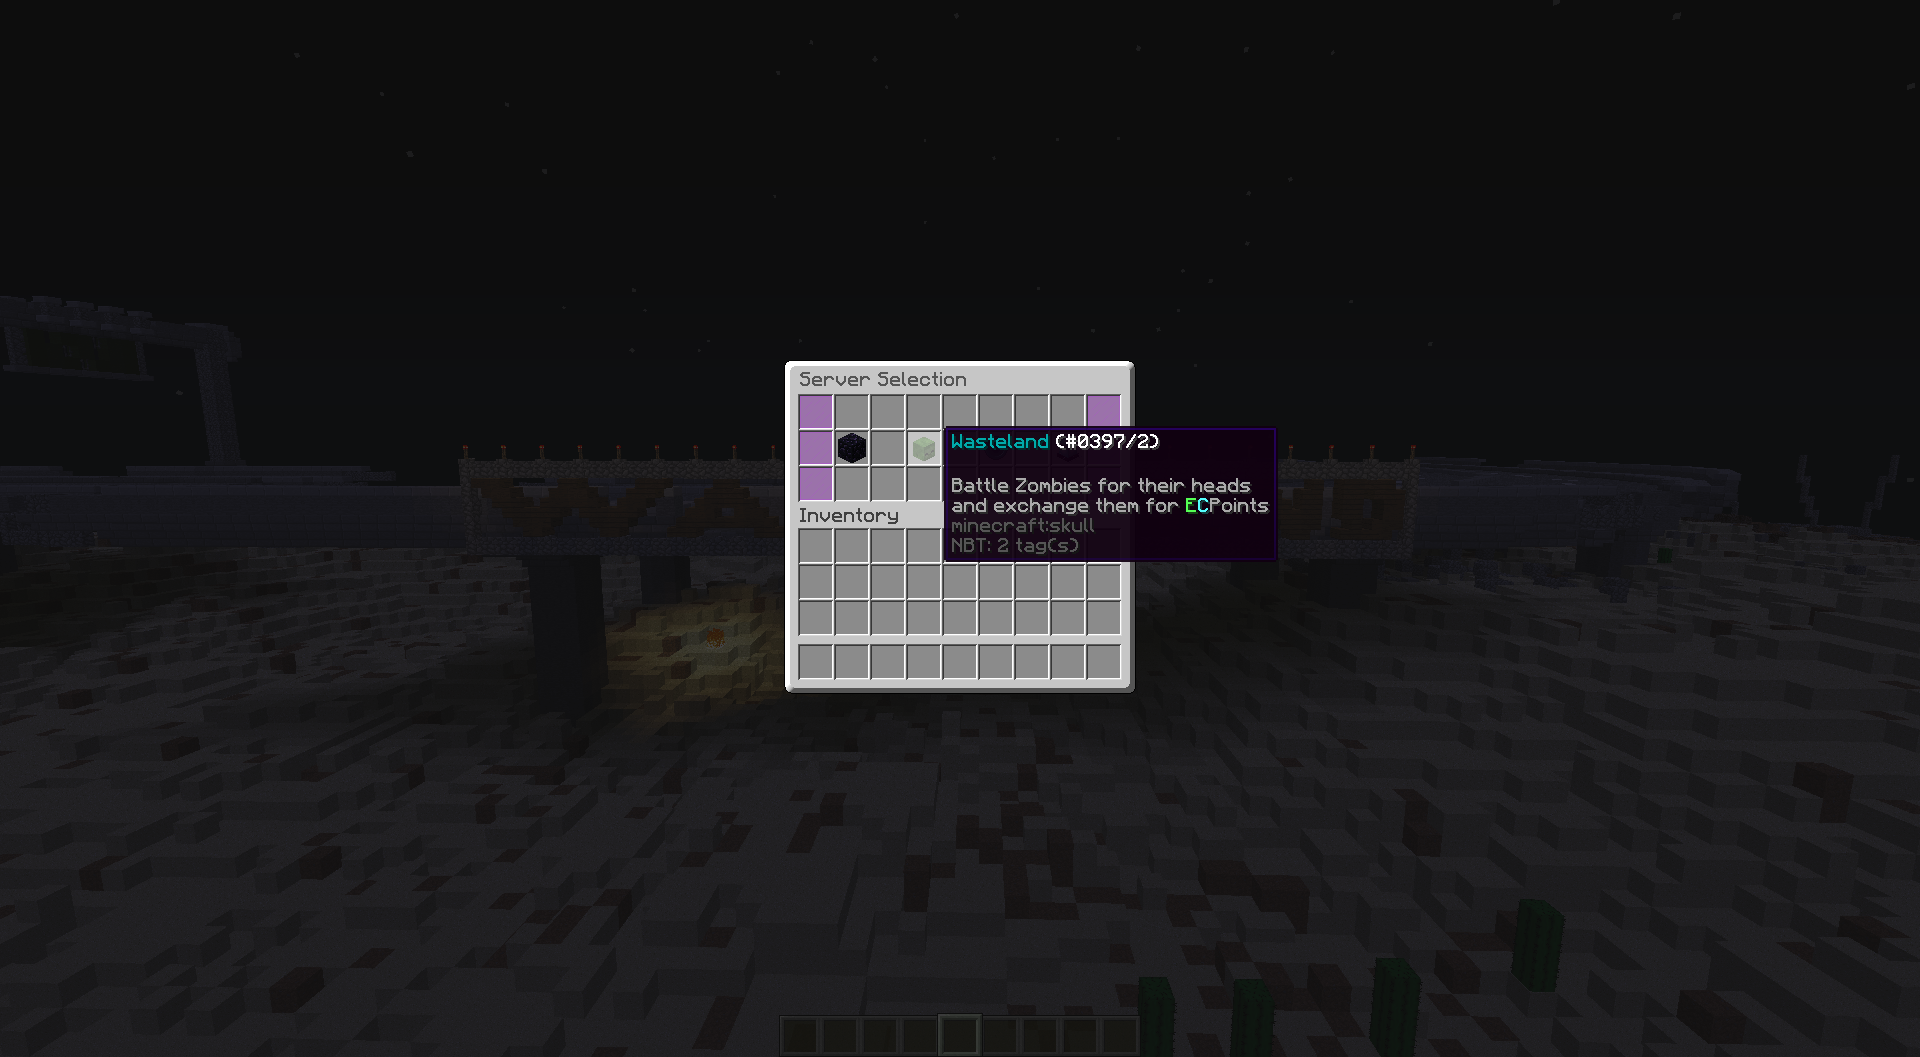 Server Selection
Wasteland (#0397/2)
Battle Zombies for their heads
and exchange them for ECPoints
minecraft:skull
NBT: 2 tag(s)
Inventory